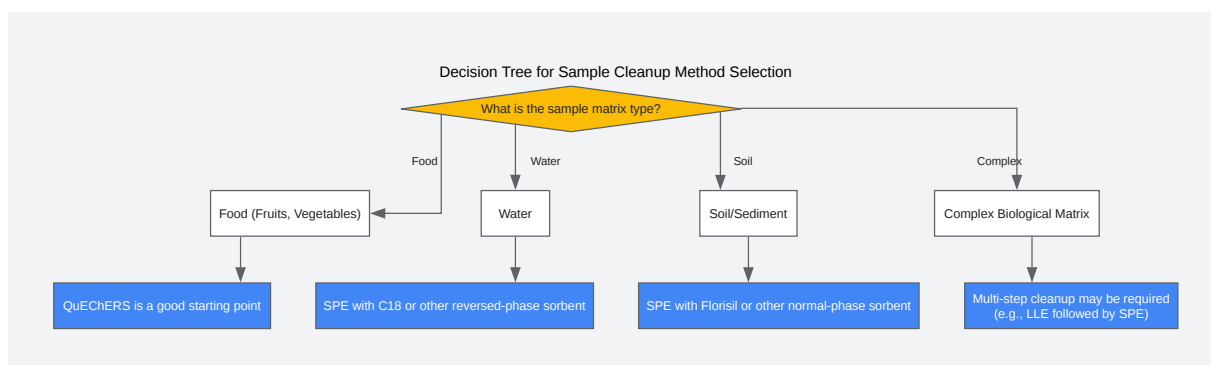 Decision Tree for Sample Cleanup Method Selection
What is the sample matrix type?
Food
Water
Soil
Complex
Food (Fruits, Vegetables)
Water
Soil/Sediment
Complex Biological Matrix
QuEChERS is a good starting point
SPE with C18 or other reversed-phase sorbent
SPE with Florisil or other normal-phase sorbent
Multi-step cleanup may be required
(e.g., LLE followed by SPE)